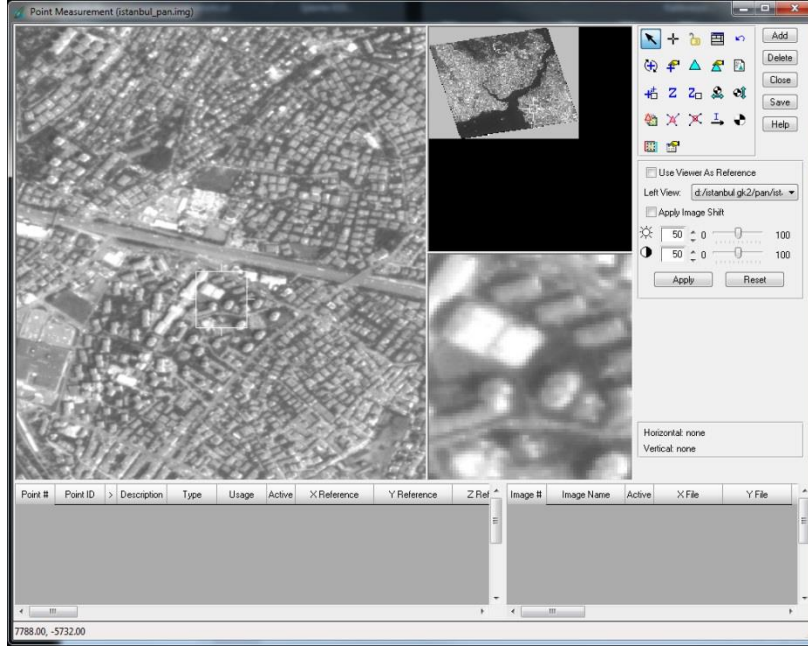 Point Measurement (istanbul_pan.img)
Add
Delete
Close
Save
Help
Use Viewer As Reference
Left View: d:/istanbul gk2/pan/ist-
Apply Image Shift
50 0 100
50 0 100
Apply Reset
Horizontal: none
Vertical: none
Point # Point ID > Description Type Usage Active X Reference Y Reference Z Ref
Image # Image Name Active X File Y File
7788.00, -5732.00